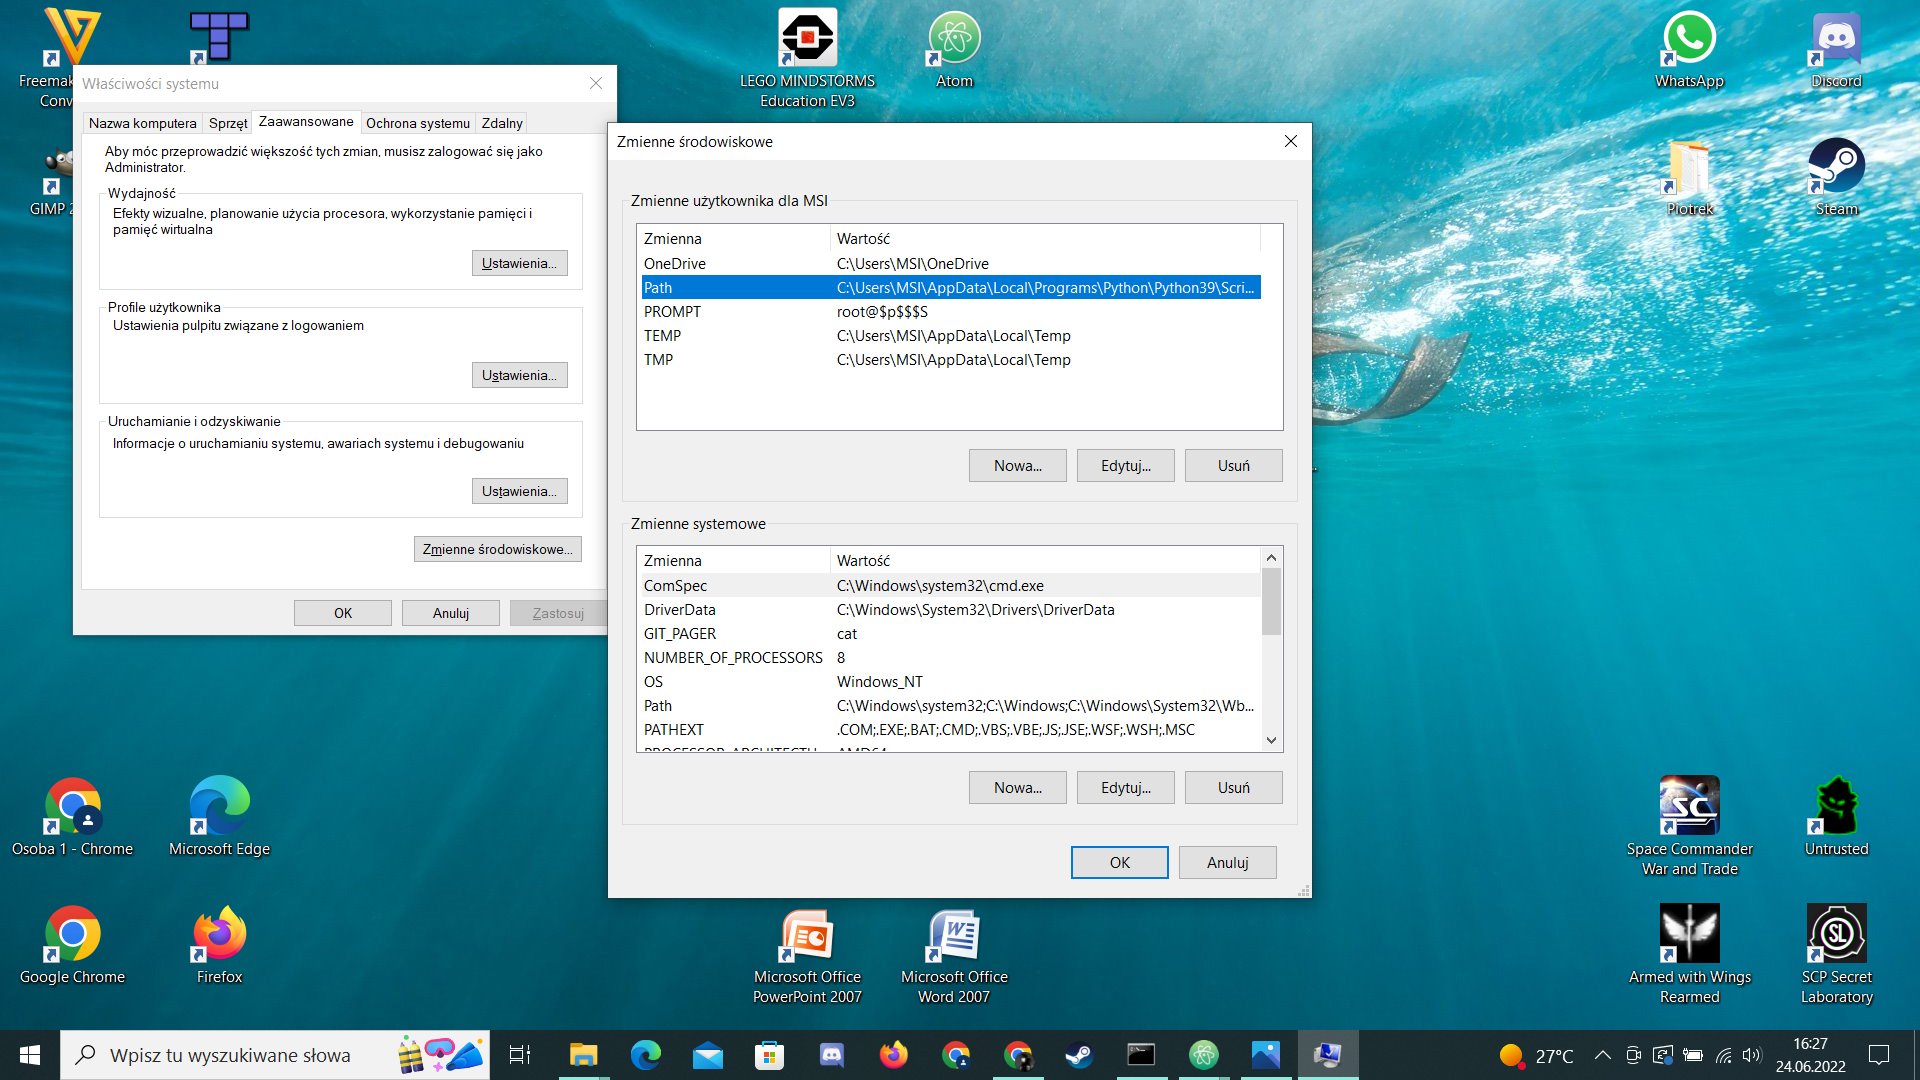 Freemak
Conv
LEGO MINDSTORMS
Education EV3
Atom
WhatsApp
Discord
GIMP 2
Piotrek
Steam
Właściwości systemu
Nazwa komputera
Sprzęt
Zaawansowane
Ochrona systemu
Zdalny
Aby móc przeprowadzić większość tych zmian, musisz zalogować się jako
Administrator.
Wydajność
Efekty wizualne, planowanie użycia procesora, wykorzystanie pamięci i
pamięć wirtualna
Ustawienia...
Profile użytkownika
Ustawienia pulpitu związane z logowaniem
Ustawienia...
Uruchamianie i odzyskiwanie
Informacje o uruchamianiu systemu, awariach systemu i debugowaniu
Ustawienia...
Zmienne środowiskowe...
OK
Anuluj
Zastosuj
Zmienne środowiskowe
Zmienne użytkownika dla MSI
Zmienna Wartość
OneDrive C:\Users\MSI\OneDrive
Path C:\Users\MSI\AppData\Local\Programs\Python\Python39\Scri...
PROMPT root@$p$$$S
TEMP C:\Users\MSI\AppData\Local\Temp
TMP C:\Users\MSI\AppData\Local\Temp
Nowa... Edytuj... Usuń
Zmienne systemowe
Zmienna Wartość
ComSpec C:\Windows\system32\cmd.exe
DriverData C:\Windows\System32\Drivers\DriverData
GIT_PAGER cat
NUMBER_OF_PROCESSORS 8
OS Windows_NT
Path C:\Windows\system32;C:\Windows;C:\Windows\System32\Wb...
PATHEXT .COM;.EXE;.BAT;.CMD;.VBS;.VBE;.JS;.JSE;.WSF;.WSH;.MSC
Nowa... Edytuj... Usuń
OK Anuluj
Osoba 1 - Chrome
Microsoft Edge
SC
Space Commander
War and Trade
Untrusted
Google Chrome
Firefox
Microsoft Office
PowerPoint 2007
Microsoft Office
Word 2007
Armed with Wings
Rearmed
SL
SCP Secret
Laboratory
Wpisz tu wyszukiwane słowa
27°C
16:27
24.06.2022